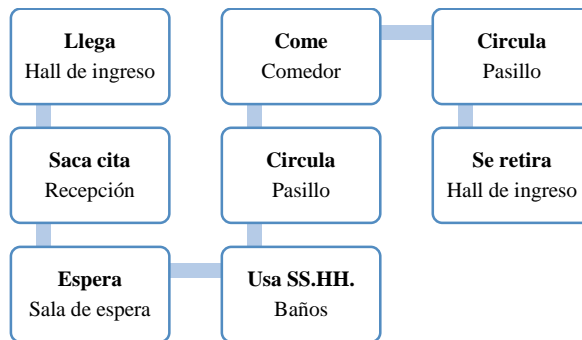 Llega
Hall de ingreso
Saca cita
Recepción
Espera
Sala de espera
Usa SS.HH.
Baños
Circula
Pasillo
Come
Comedor
Circula
Pasillo
Se retira
Hall de ingreso